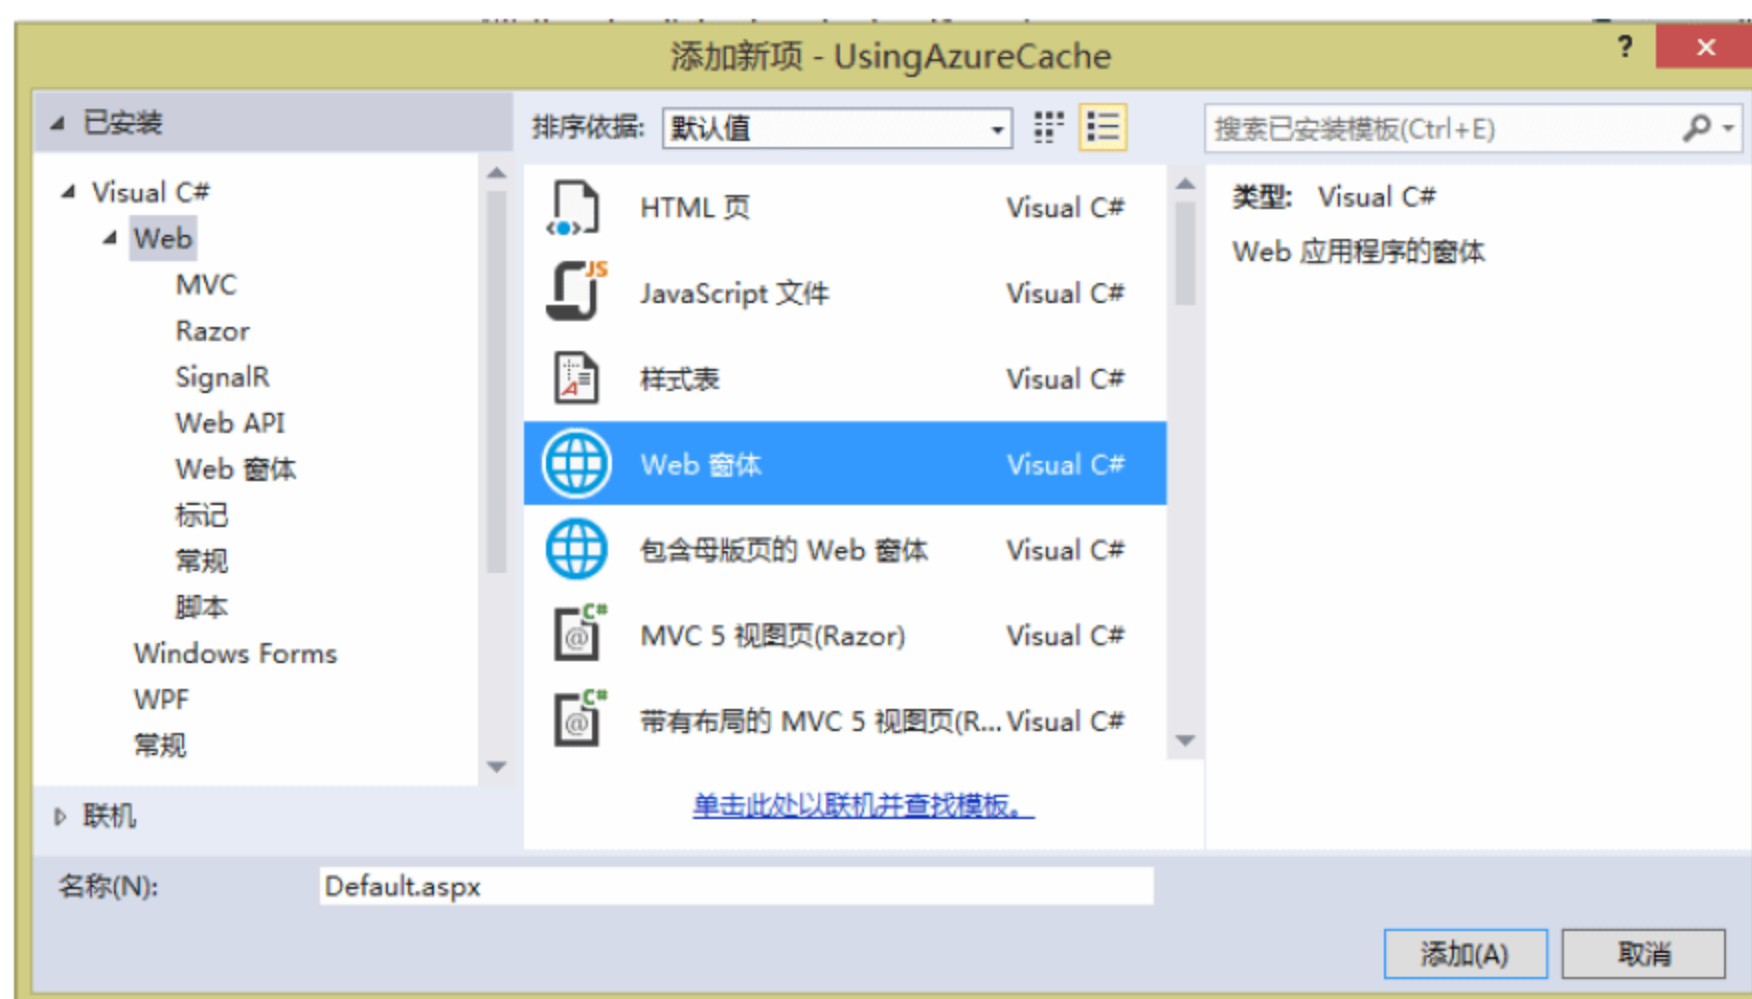 添加新项 - UsingAzureCache
?
已安装
排序依据: 默认值
搜索已安装模板(Ctrl+E)
Visual C#
Web
MVC
Razor
SignalR
Web API
Web 窗体
标记
常规
脚本
Windows Forms
WPF
常规
联机
HTML 页 Visual C#
JavaScript 文件 Visual C#
样式表 Visual C#
Web 窗体 Visual C#
包含母版页的 Web 窗体 Visual C#
MVC 5 视图页(Razor) Visual C#
带有布局的 MVC 5 视图页(R... Visual C#
单击此处以联机并查找模板。
类型: Visual C#
Web 应用程序的窗体
名称(N): Default.aspx
添加(A) 取消